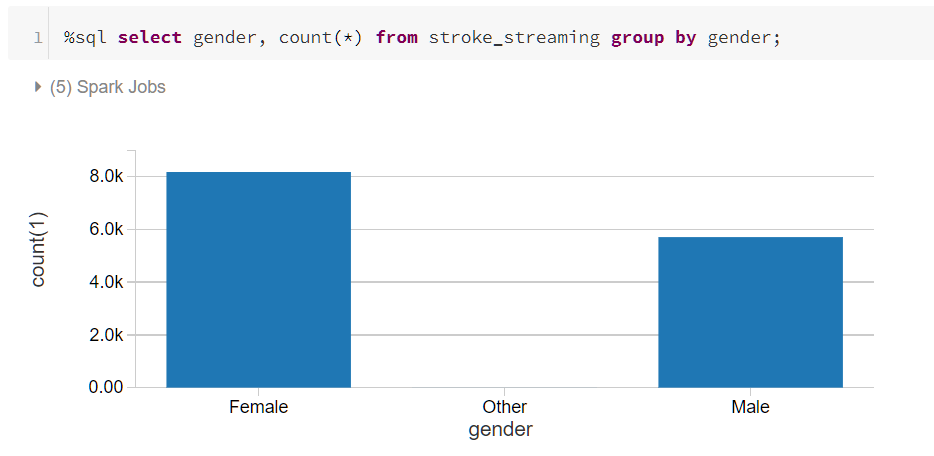 1 %sql select gender, count(*) from stroke_streaming group by gender;
(5) Spark Jobs
8.0k
6.0k
4.0k
2.0k
0.00
count(1)
Female Other Male
gender